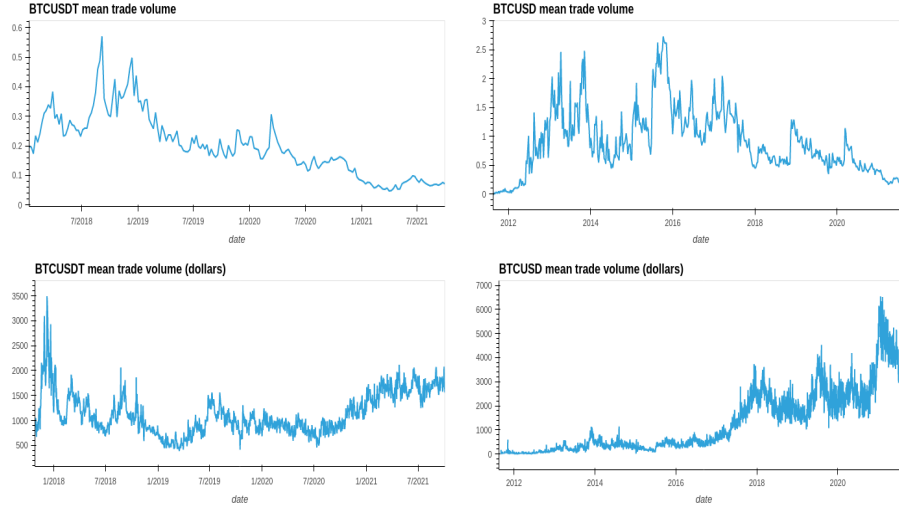 BTCUSDT mean trade volume
0.6
0.5
0.4
0.3
0.2
0.1
0
7/2018 1/2019 7/2019 1/2020 7/2020 1/2021 7/2021
date
BTCUSD mean trade volume
3
2.5
2
1.5
1
0.5
0
2012 2014 2016 2018 2020
date
BTCUSDT mean trade volume (dollars)
3500
3000
2500
2000
1500
1000
500
1/2018 7/2018 1/2019 7/2019 1/2020 7/2020 1/2021 7/2021
date
BTCUSD mean trade volume (dollars)
7000
6000
5000
4000
3000
2000
1000
0
2012 2014 2016 2018 2020
date